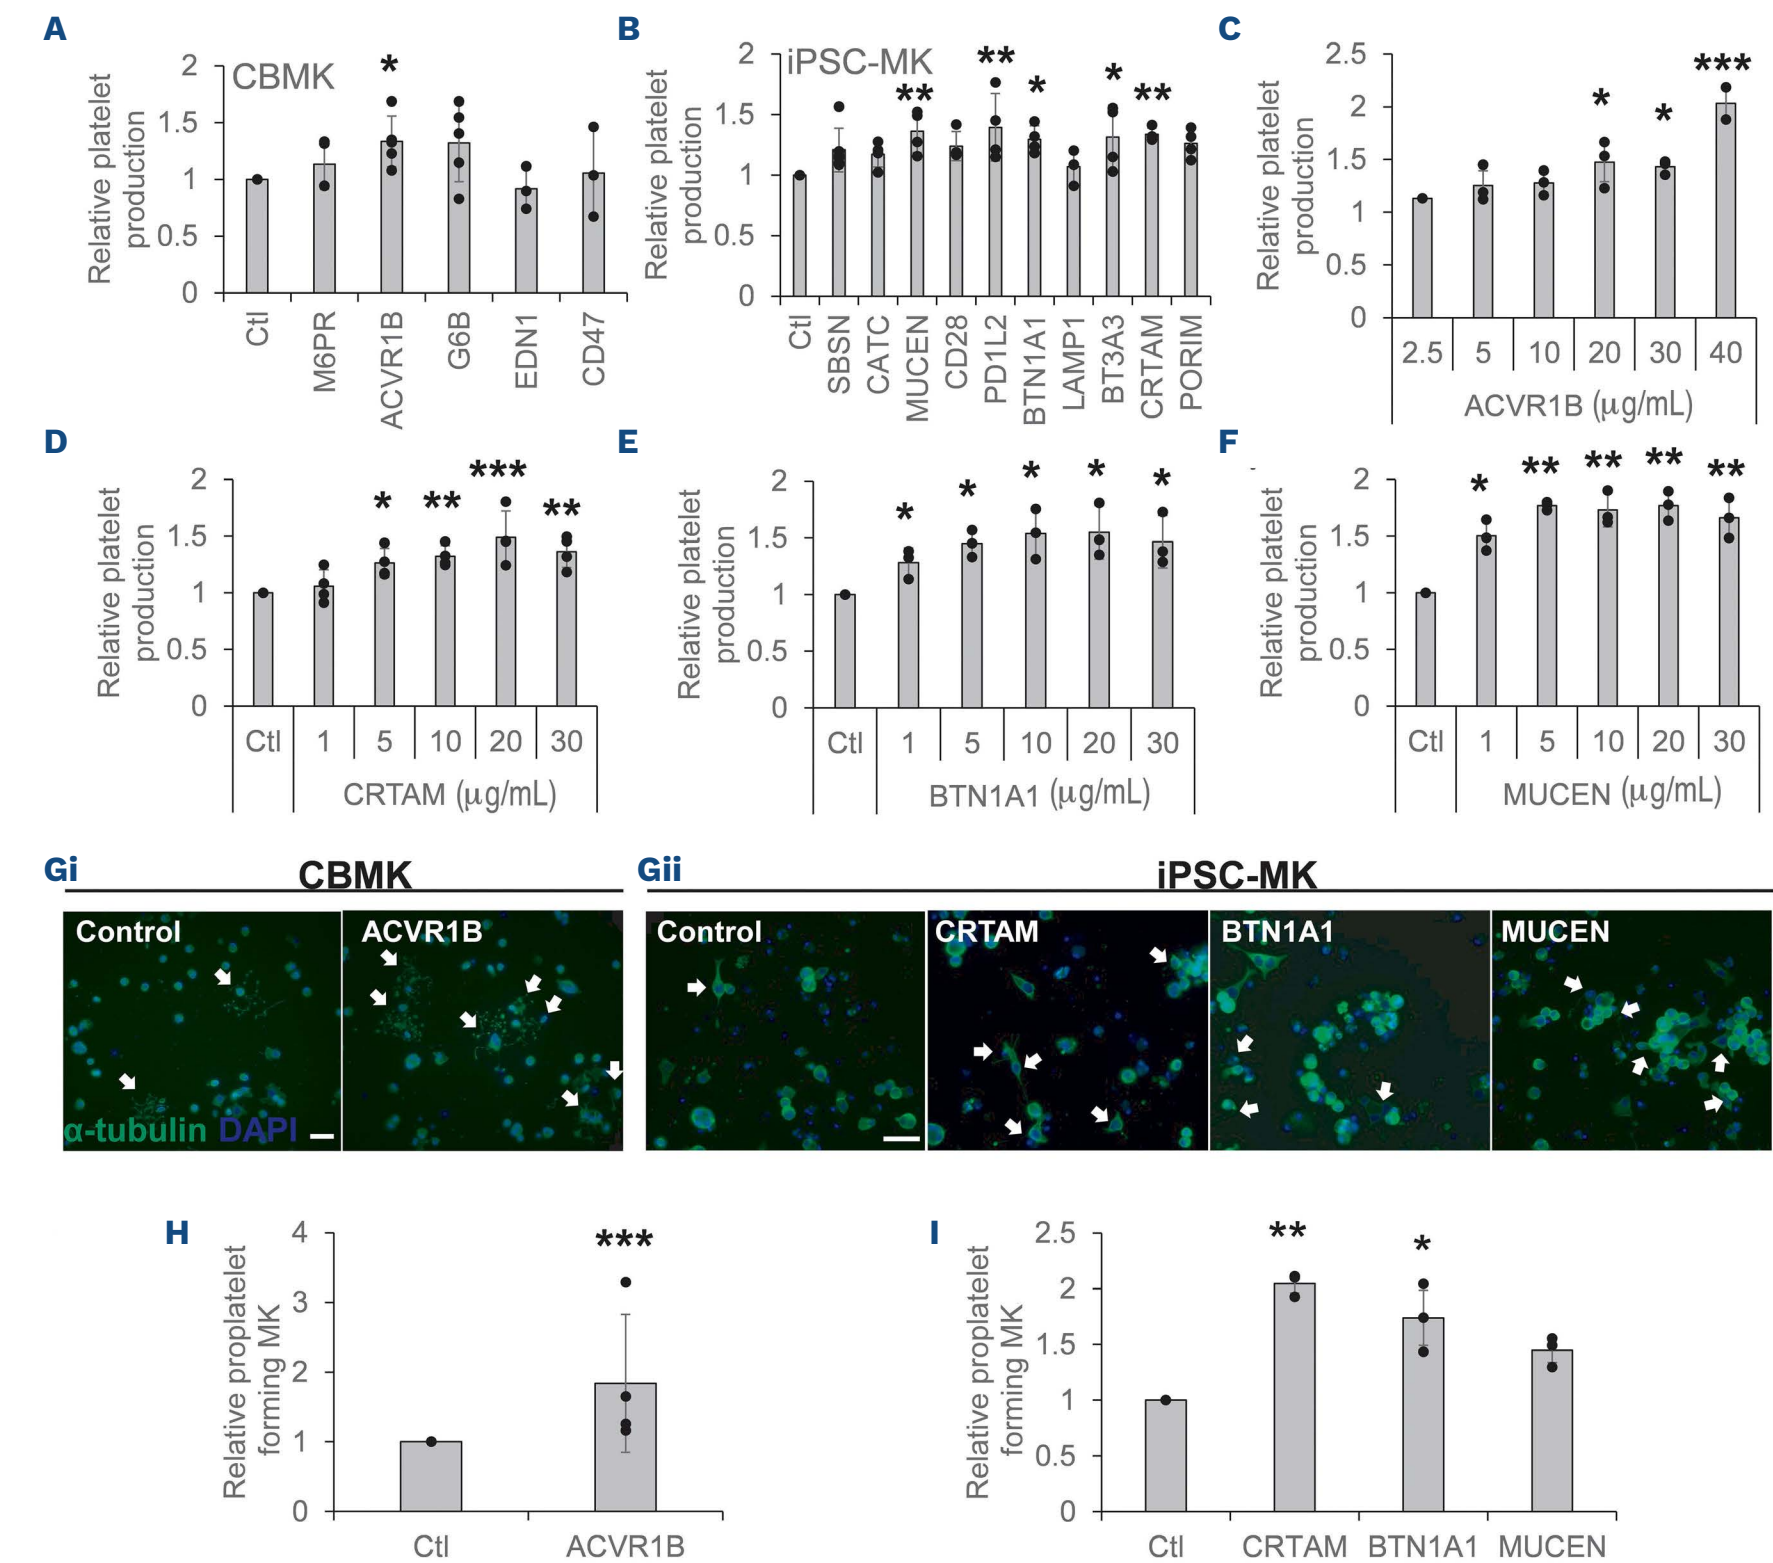 A
CBMK
Relative platelet
production
2
1.5
1
0.5
0
*
Ctl
M6PR
ACVR1B
G6B
EDN1
CD47
B
iPSC-MK
Relative platelet
production
2
1.5
1
0.5
0
** ** * * **
Ctl
SBSN
CATC
MUCEN
CD28
PD1L2
BTN1A1
LAMP1
BT3A3
CRTAM
PORIM
C
Relative platelet
production
2.5
2
1.5
1
0.5
0
* * ***
2.5 5 10 20 30 40
ACVR1B (μg/mL)
D
Relative platelet
production
2
1.5
1
0.5
0
* ** *** **
Ctl 1 5 10 20 30
CRTAM (μg/mL)
E
Relative platelet
production
2
1.5
1
0.5
0
* * * * *
Ctl 1 5 10 20 30
BTN1A1 (μg/mL)
F
Relative platelet
production
2
1.5
1
0.5
0
* ** ** ** **
Ctl 1 5 10 20 30
MUCEN (μg/mL)
Gi
CBMK
Control
ACVR1B
α-tubulin DAPI
Gii
iPSC-MK
Control
CRTAM
BTN1A1
MUCEN
H
Relative proplatelet
forming MK
4
3
2
1
0
***
Ctl ACVR1B
I
Relative proplatelet
forming MK
2.5
2
1.5
1
0.5
0
** *
Ctl CRTAM BTN1A1 MUCEN